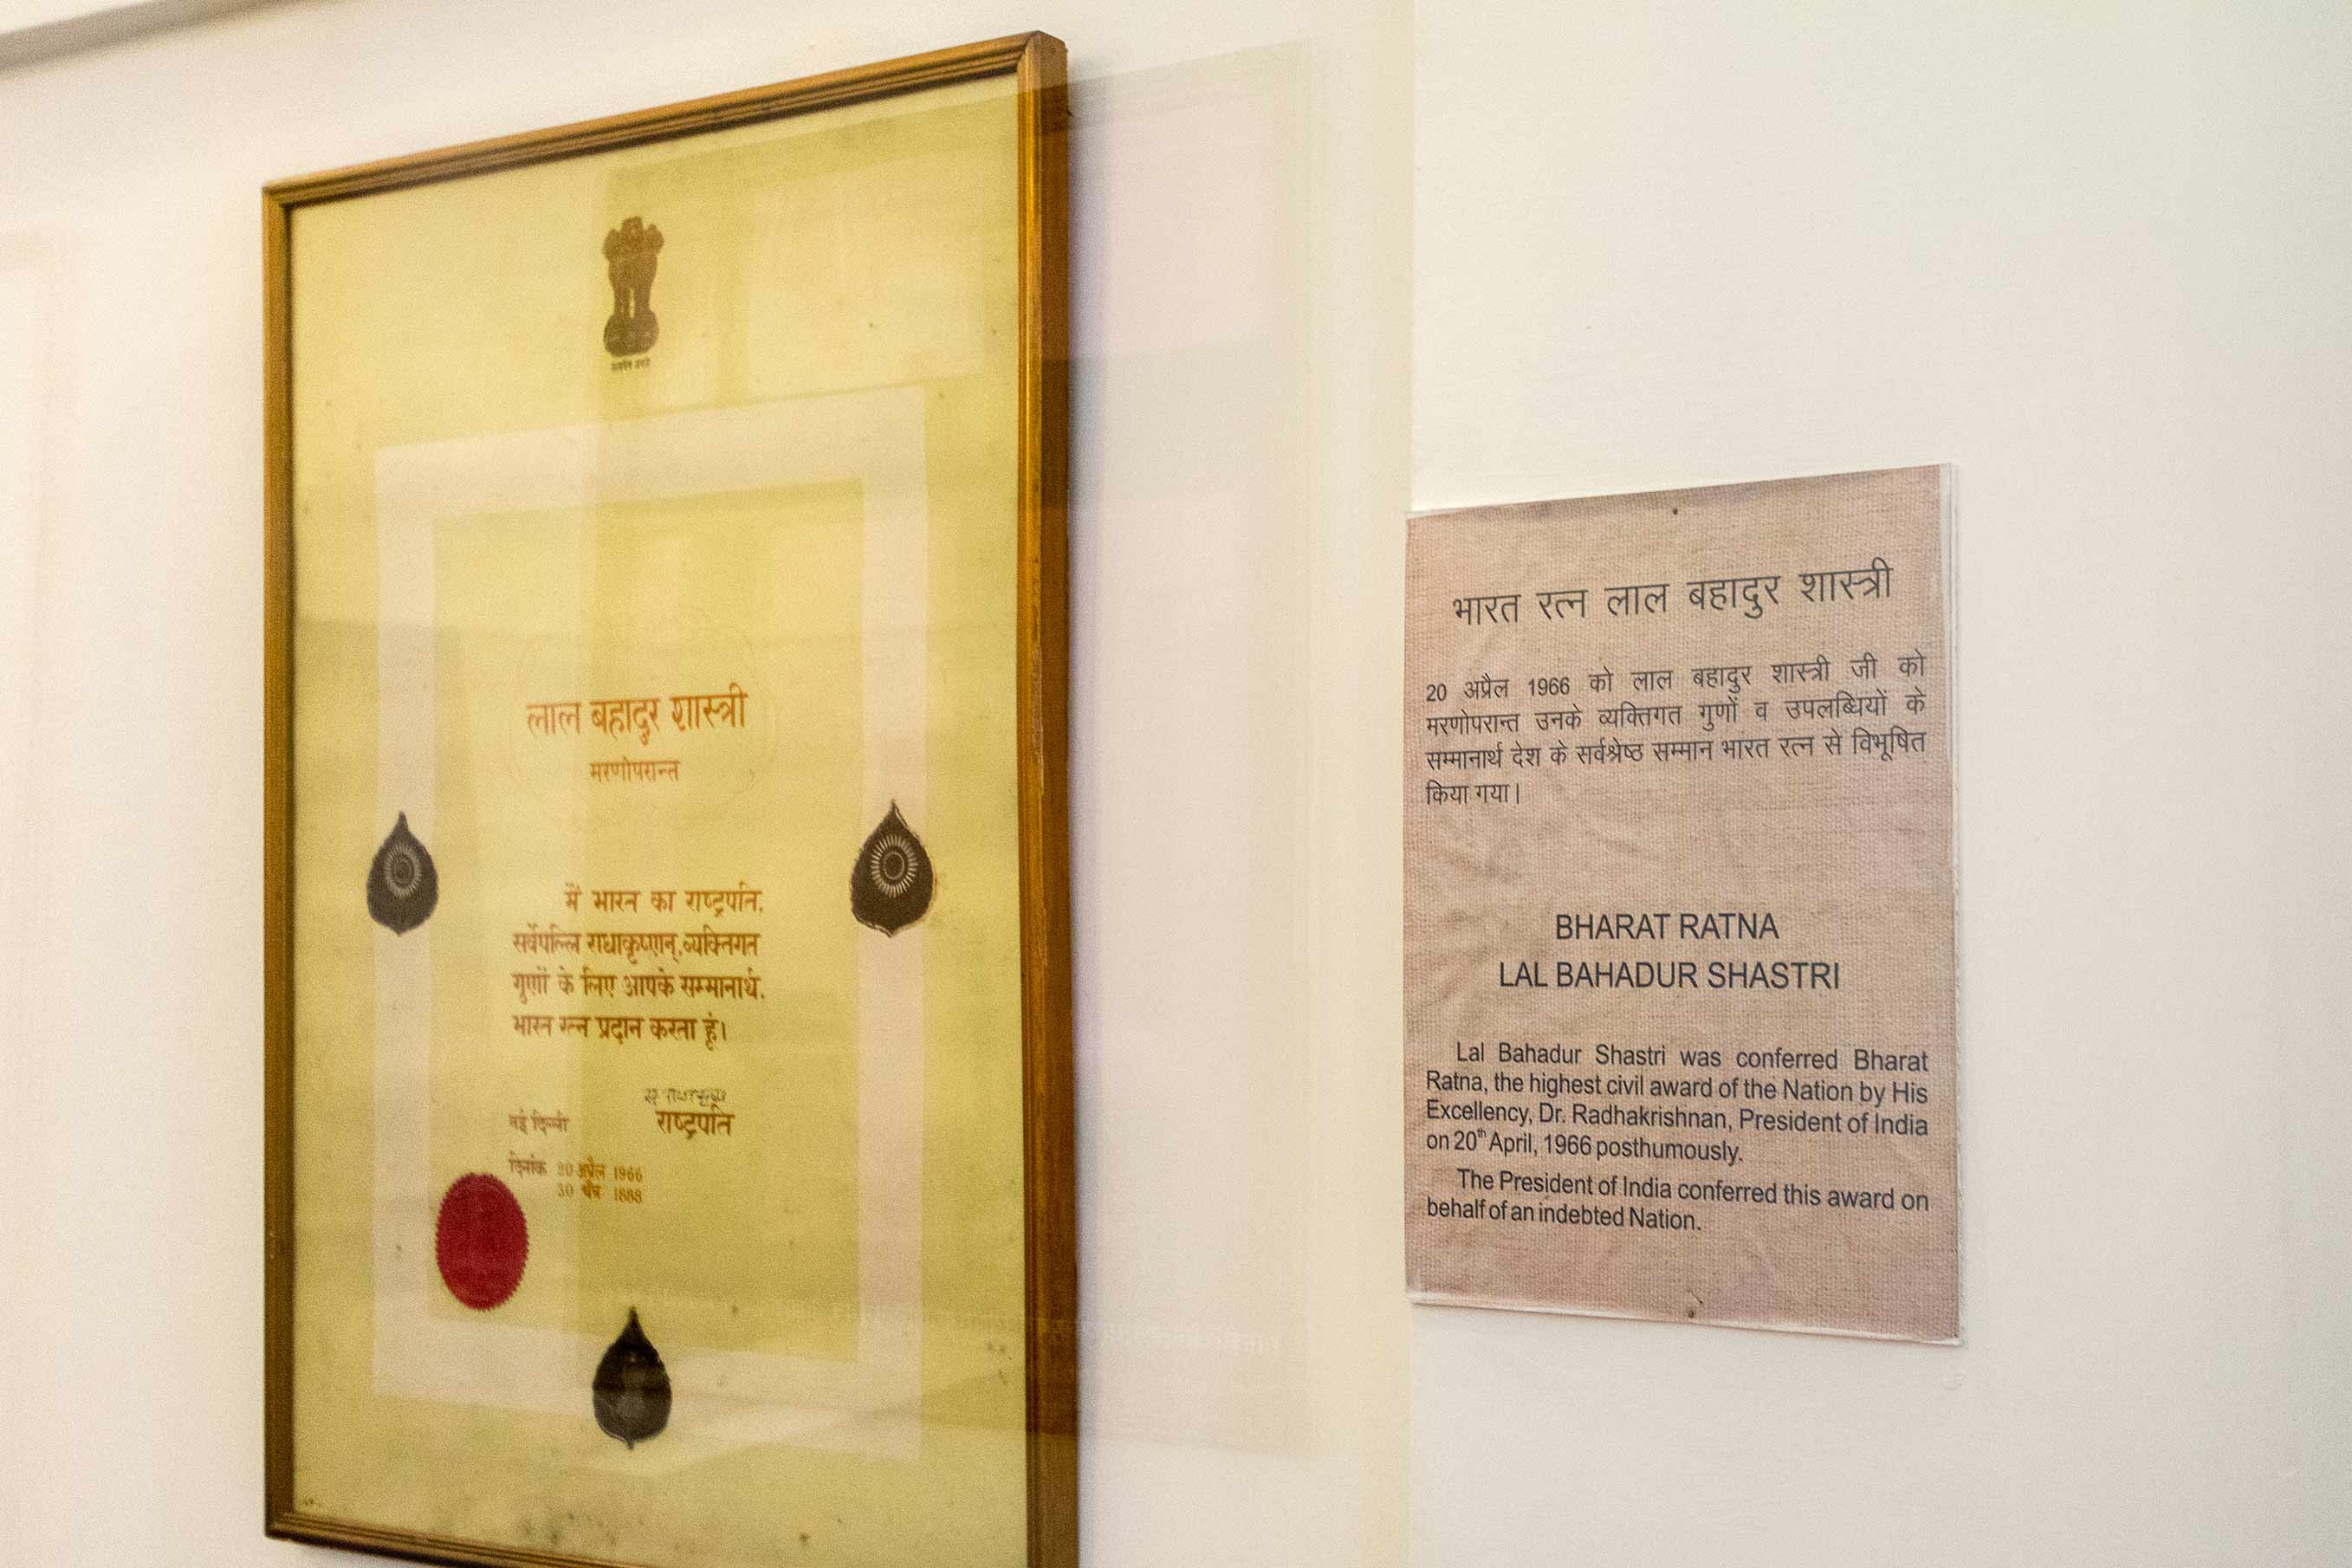 लाल बहादुर शास्त्री
मरणोपरान्त
में भारत का राष्ट्रपति,
सर्वेपल्लि राधाकृष्णन्, व्यक्तिगत
गुणों के लिए आपके सम्मानार्थ,
भारत रत्न प्रदान करता हूं।
राष्ट्रपति
नई दिल्ली
दिनांक 20 अप्रैल 1966
30 चैत्र 1888
भारत रत्न लाल बहादुर शास्त्री
20 अप्रैल 1966 को लाल बहादुर शास्त्री जी को
मरणोपरान्त उनके व्यक्तिगत गुणों व उपलब्धियों के
सम्मानार्थ देश के सर्वश्रेष्ठ सम्मान भारत रत्न से विभूषित
किया गया।
BHARAT RATNA
LAL BAHADUR SHASTRI
Lal Bahadur Shastri was conferred Bharat
Ratna, the highest civil award of the Nation by His
Excellency, Dr. Radhakrishnan, President of India
on 20th April, 1966 posthumously.
The President of India conferred this award on
behalf of an indebted Nation.